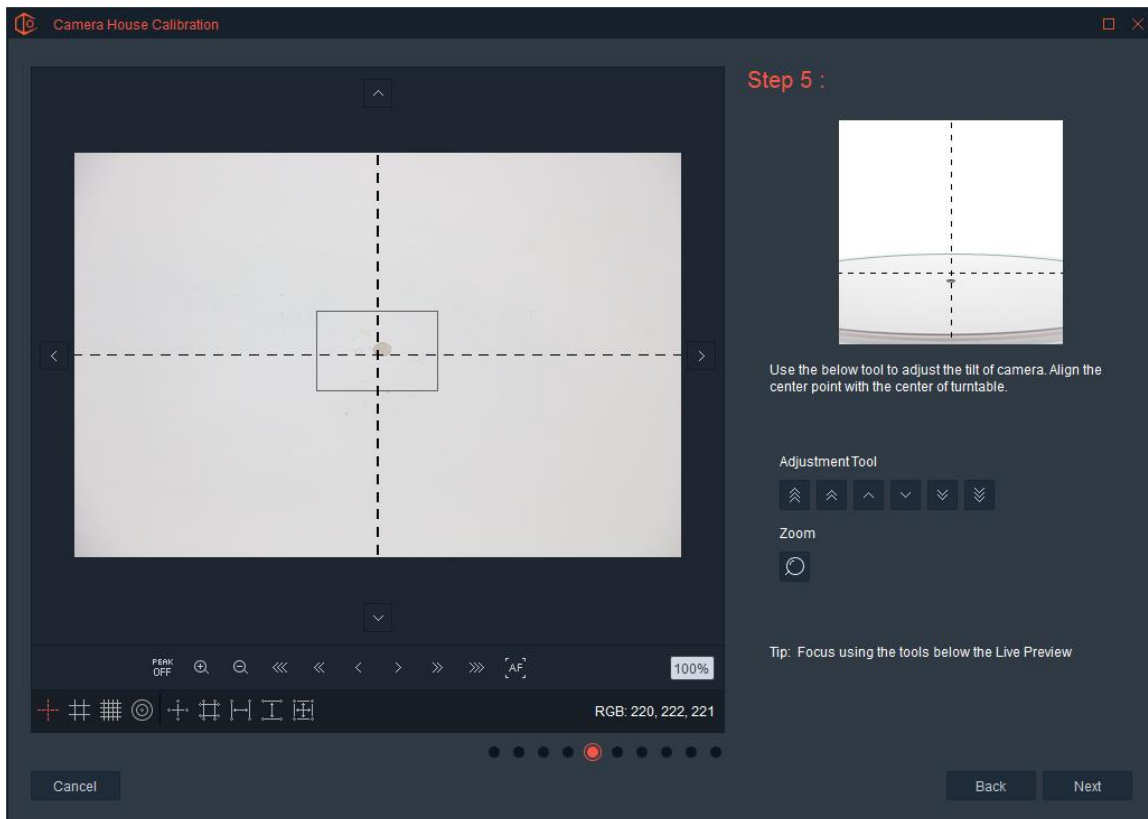 Camera House Calibration
Step 5 :
Use the below tool to adjust the tilt of camera. Align the
center point with the center of turntable.
Adjustment Tool
Zoom
Tip: Focus using the tools below the Live Preview
PEAK
OFF
[AF]
100%
RGB: 220, 222, 221
Cancel
Back
Next